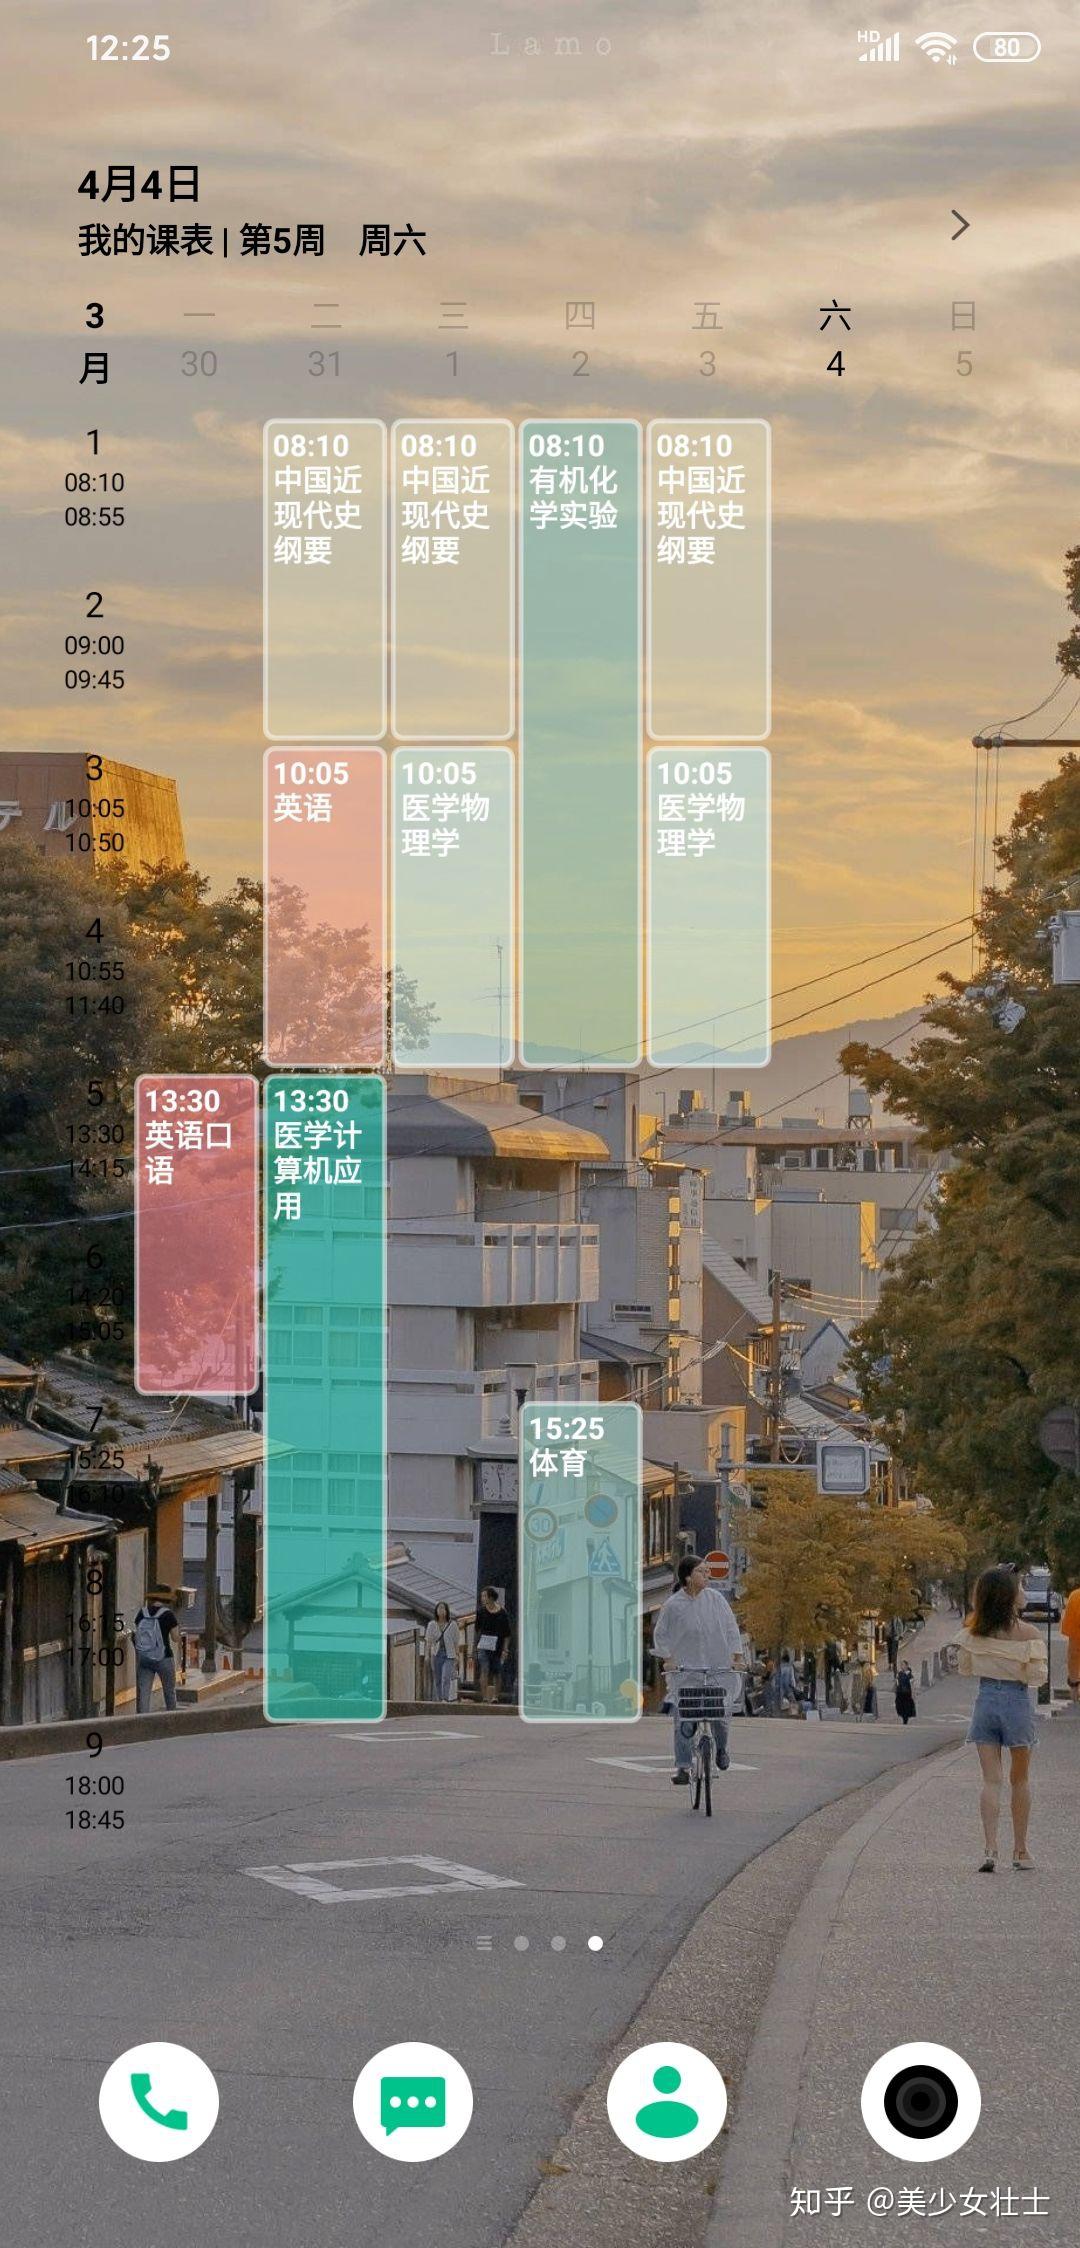 12:25
Lamo
HD
80
4月4日
我的课表 | 第5周 周六
3 一 二 三 四 五 六 日
月 30 31 1 2 3 4 5
1
08:10
08:55
2
09:00
09:45
3
10:05
10:50
4
10:55
11:40
5
13:30
14:15
6
14:20
15:05
7
15:25
16:10
8
16:15
17:00
9
18:00
18:45
13:30
英语口
语
08:10
中国近
现代史
纲要
10:05
英语
13:30
医学计
算机应
用
08:10
中国近
现代史
纲要
10:05
医学物
理学
08:10
有机化
学实验
15:25
体育
30
08:10
中国近
现代史
纲要
10:05
医学物
理学
テル
知乎 @美少女壮士